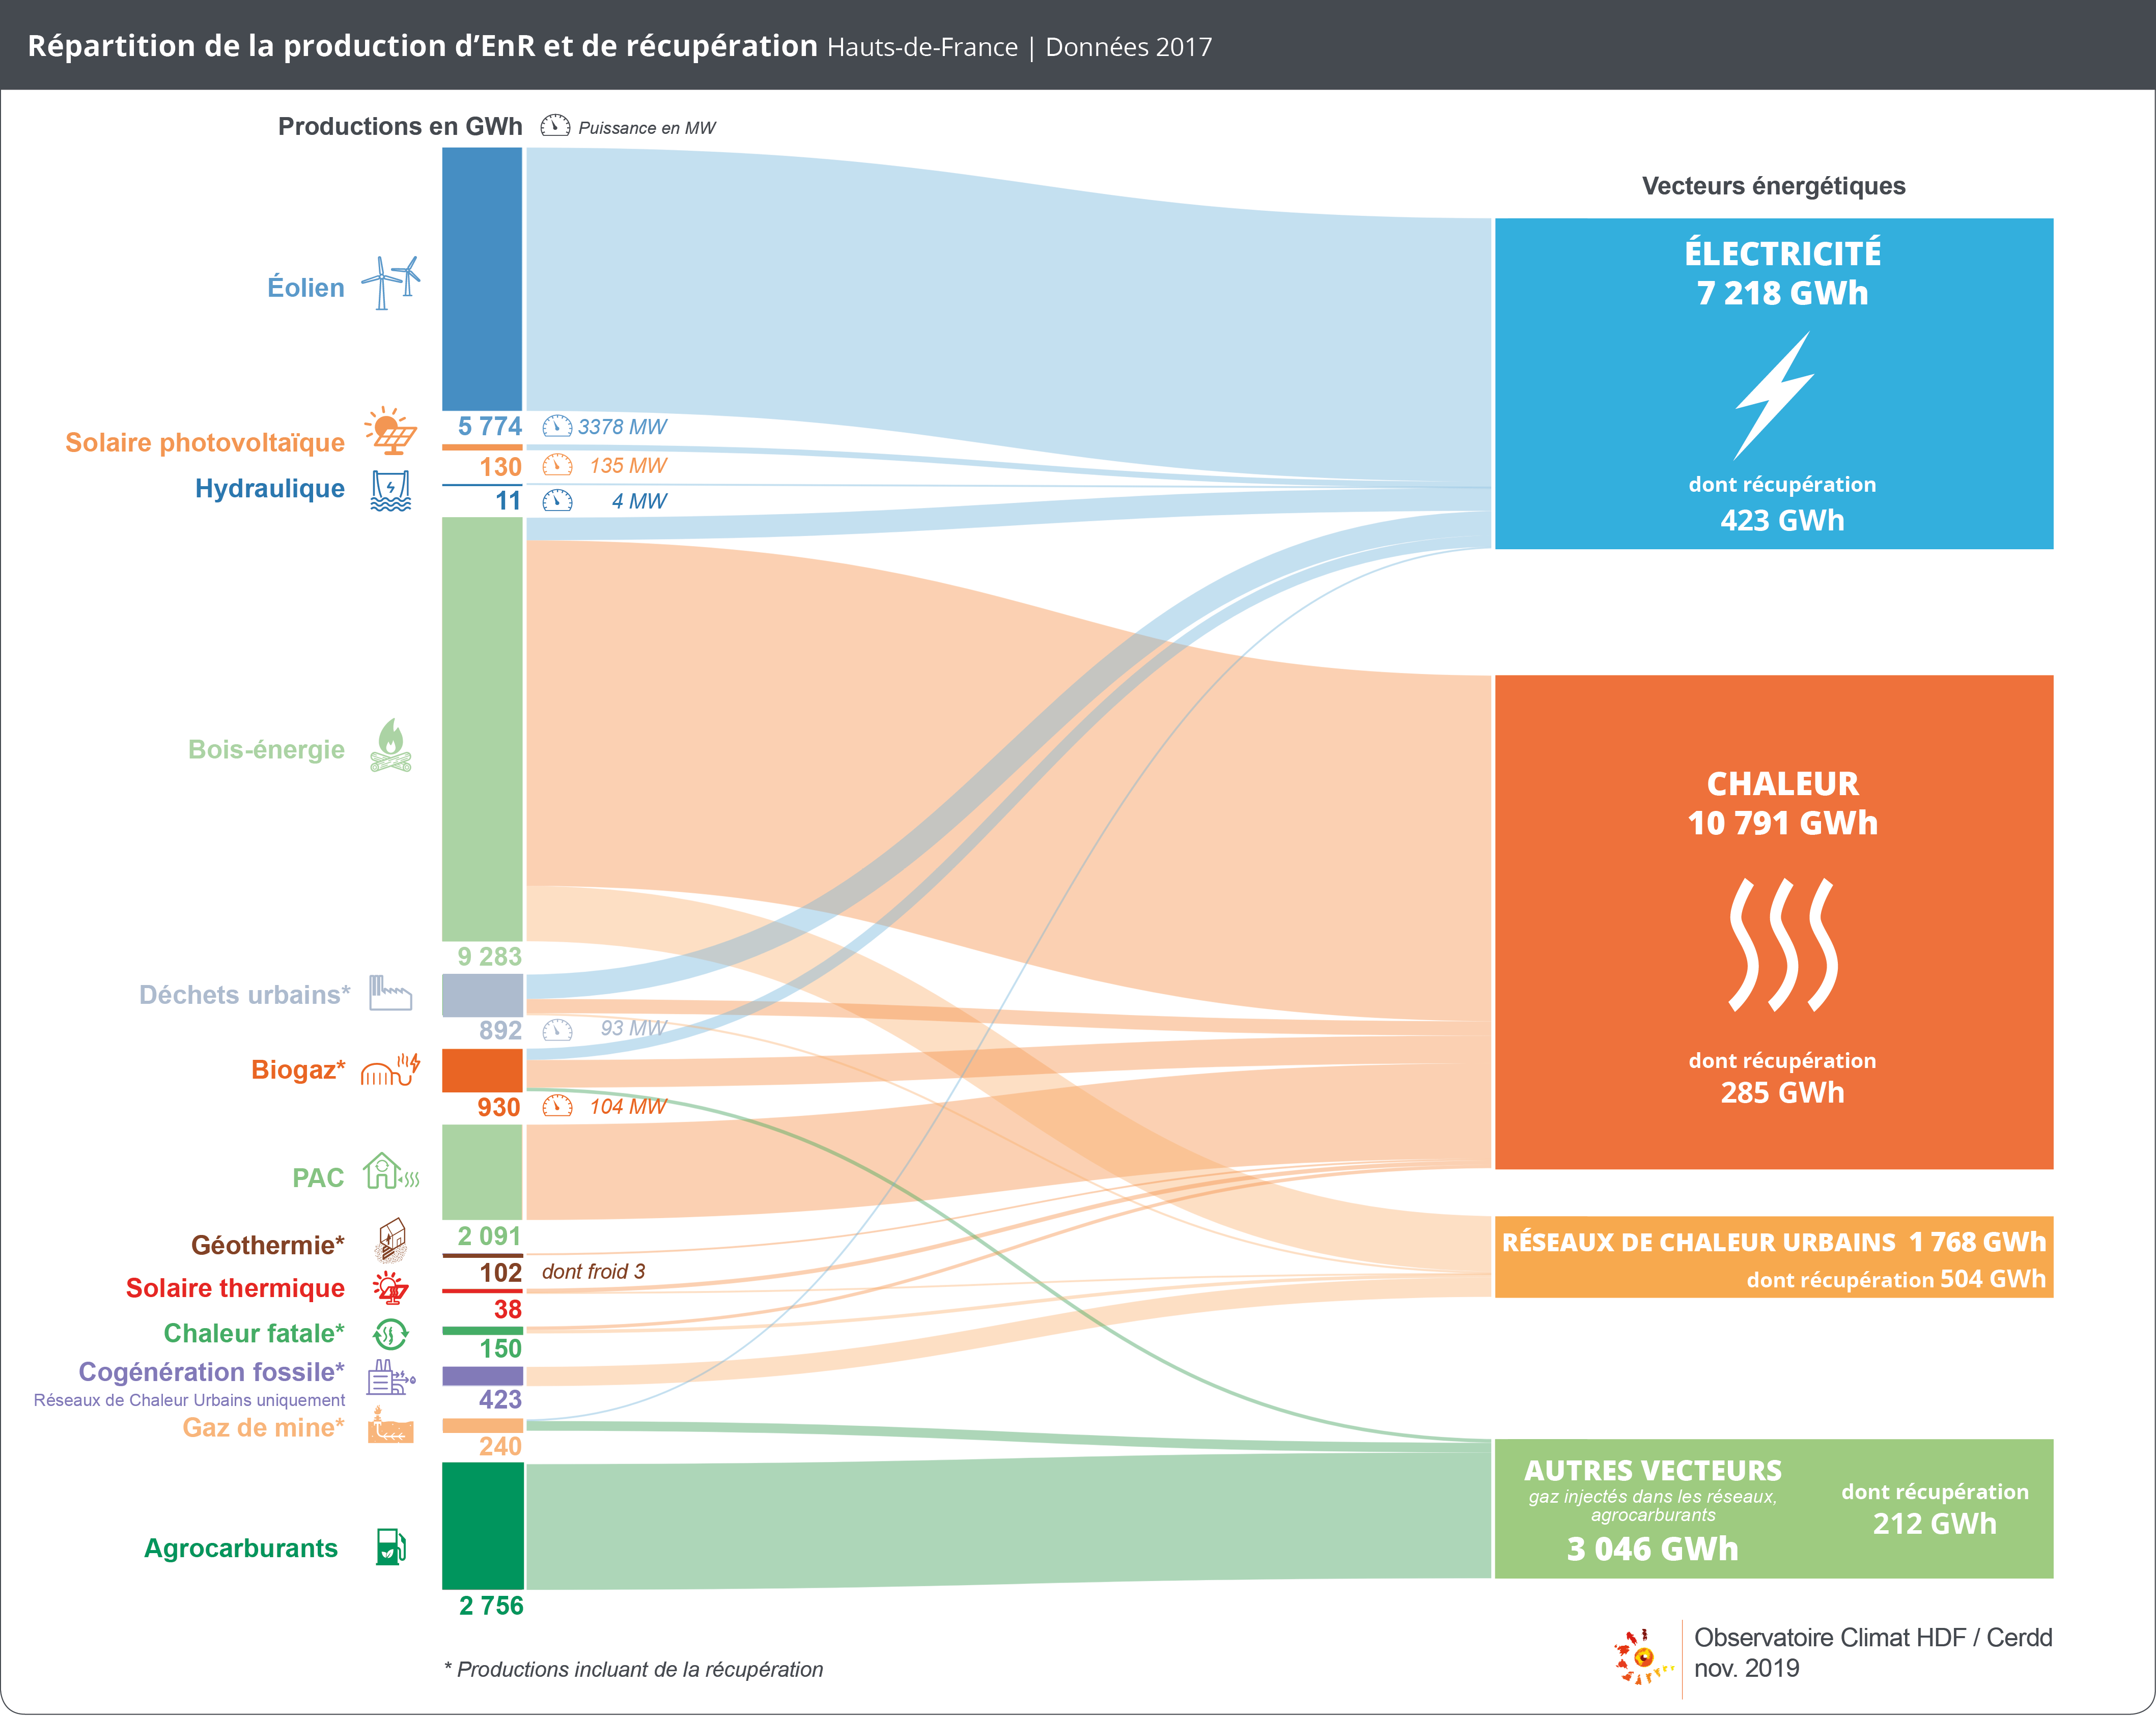 Répartition de la production d'EnR et de récupération Hauts-de-France | Données 2017
Productions en GWh
Puissance en MW
Vecteurs énergétiques
Éolien
5 774
3378 MW
Solaire photovoltaïque
130
135 MW
Hydraulique
11
4 MW
Bois-énergie
9 283
Déchets urbains*
892
93 MW
Biogaz*
930
104 MW
PAC
2 091
Géothermie*
102
dont froid 3
Solaire thermique
38
Chaleur fatale*
150
Cogénération fossile*
Réseaux de Chaleur Urbains uniquement
423
Gaz de mine*
240
Agrocarburants
2 756
ÉLECTRICITÉ
7 218 GWh
dont récupération
423 GWh
CHALEUR
10 791 GWh
dont récupération
285 GWh
RÉSEAUX DE CHALEUR URBAINS 1 768 GWh
dont récupération 504 GWh
AUTRES VECTEURS
gaz injectés dans les réseaux,
agrocarburants
3 046 GWh
dont récupération
212 GWh
* Productions incluant de la récupération
Observatoire Climat HDF / Cerdd
nov. 2019